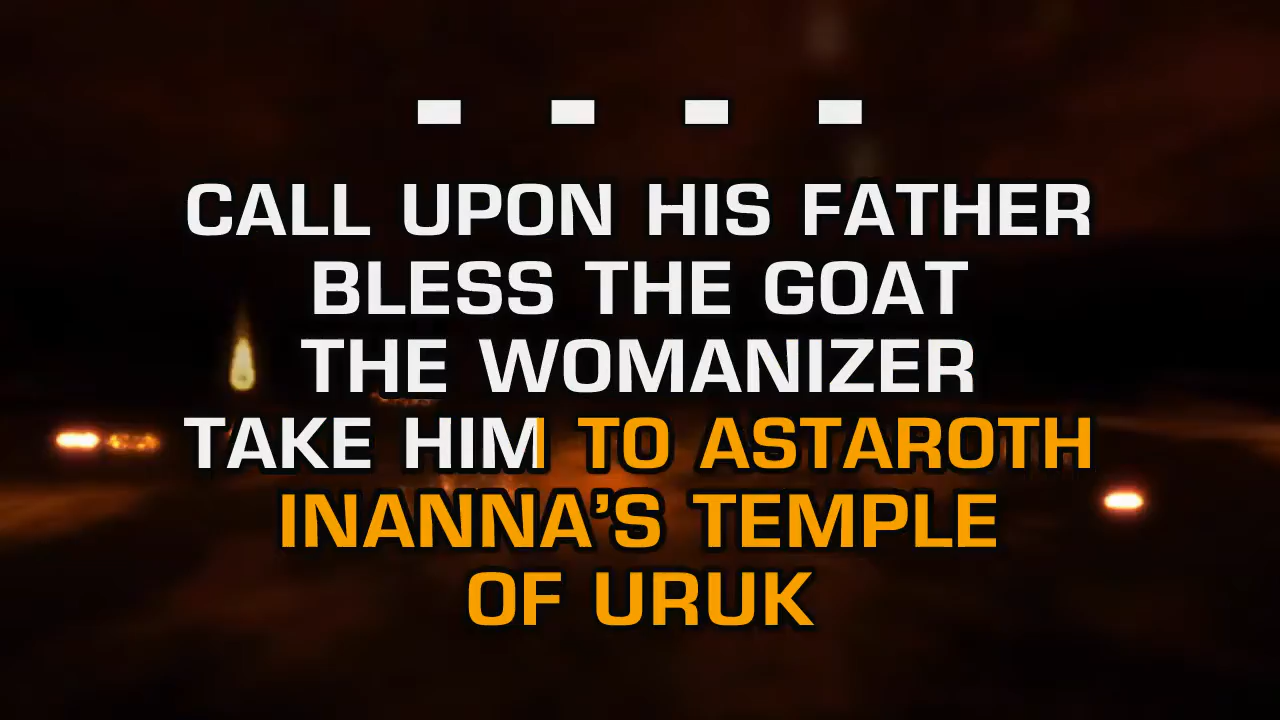 CALL UPON HIS FATHER
BLESS THE GOAT
THE WOMANIZER
TAKE HIM TO ASTAROTH
INANNA'S TEMPLE
OF URUK